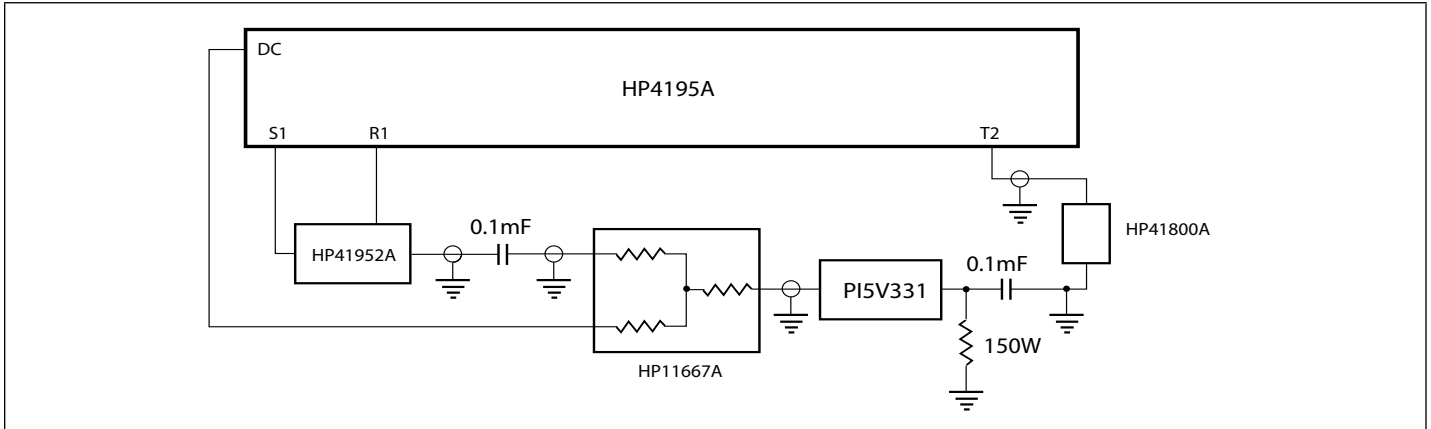 DC
HP4195A
S1
R1
T2
HP41800A
0.1mF
HP41952A
0.1mF
PI5V331
150W
HP11667A